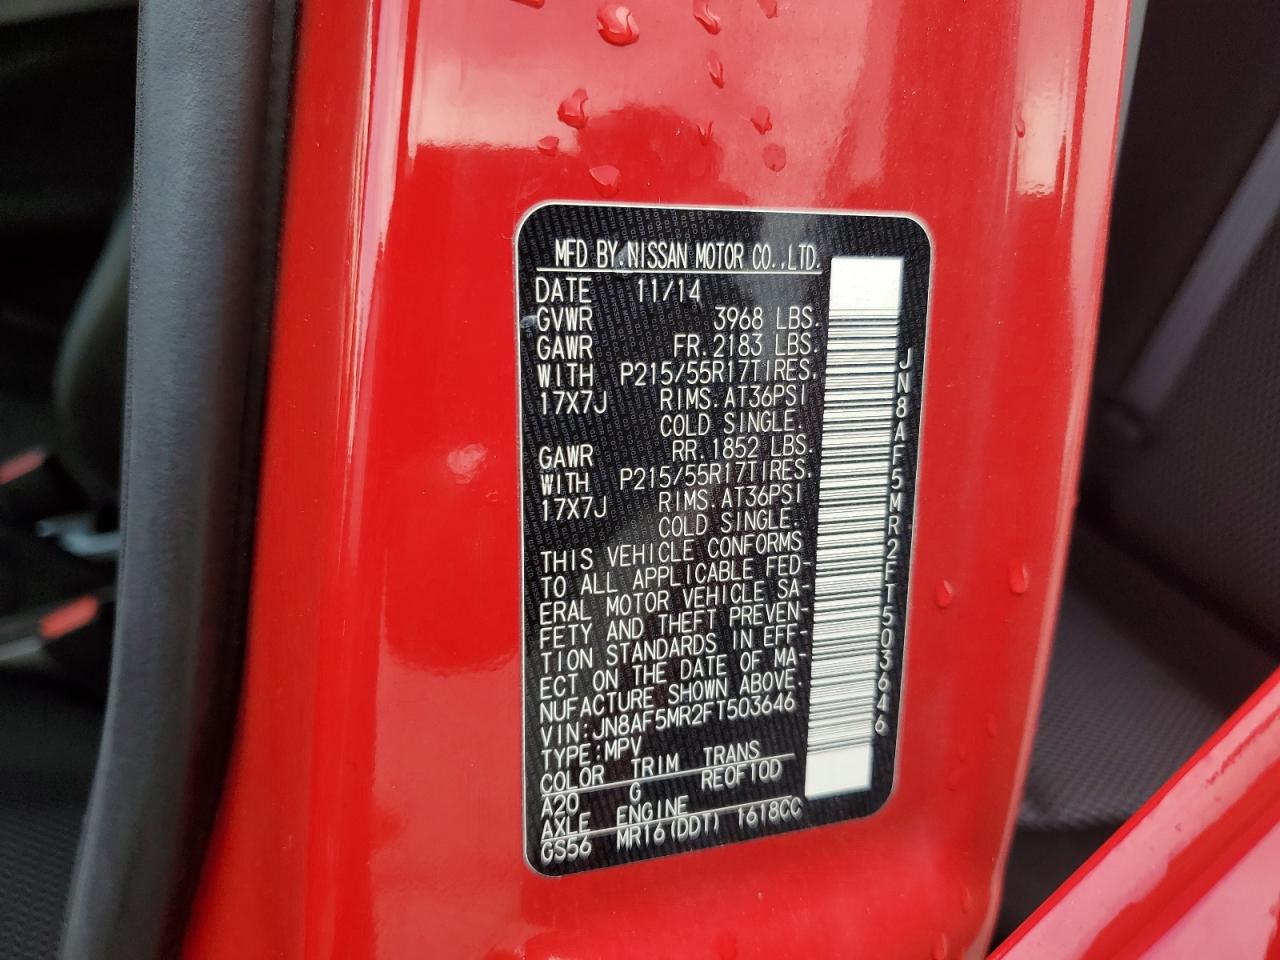 MFD BY.NISSAN MOTOR CO.,LTD.
DATE 11/14
GVWR 3968 LBS.
GAWR FR.2183 LBS.
WITH P215/55R17TIRES.
17X7J RIMS.AT36PSI
COLD SINGLE.
GAWR RR.1852 LBS.
WITH P215/55R17TIRES.
17X7J RIMS.AT36PSI
COLD SINGLE.
THIS VEHICLE CONFORMS
TO ALL APPLICABLE FED-
ERAL MOTOR VEHICLE SA-
FETY AND THEFT PREVEN-
TION STANDARDS IN EFF-
ECT ON THE DATE OF MA-
NUFACTURE SHOWN ABOVE.
VIN:JN8AF5MR2FT503646
TYPE:MPV
COLOR TRIM TRANS
A20 G REOF10D
AXLE ENGINE
GS56 MR16(DDT) 1618CC
JN8AF5MR2FT503646